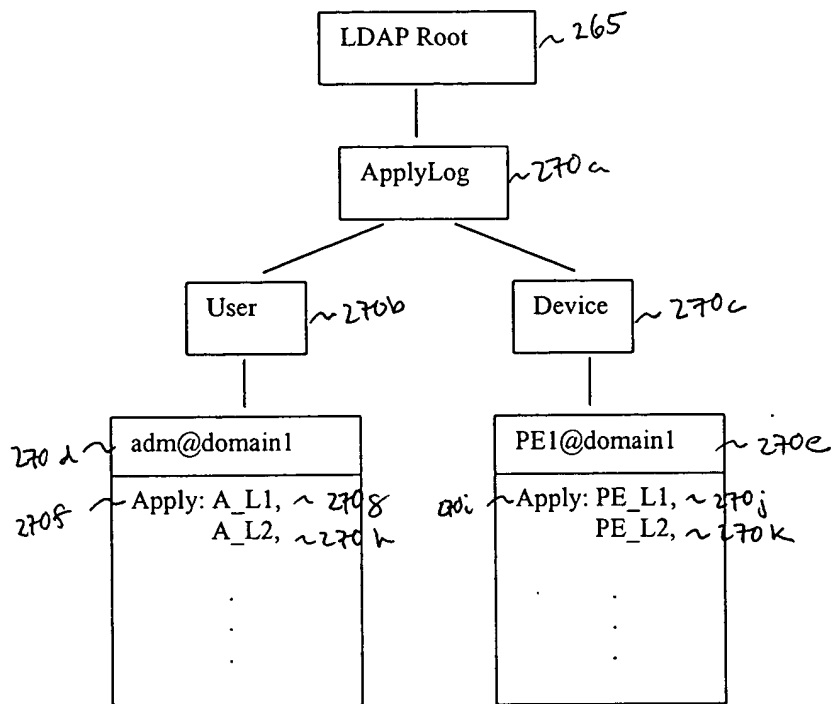 LDAP Root ~ 265
ApplyLog ~ 270a
User ~ 270b
Device ~ 270c
270d ~ adm@domain1
PE1@domain1 ~ 270e
270f ~ Apply: A_L1, ~ 270g
A_L2, ~ 270h
270i ~ Apply: PE_L1, ~ 270j
PE_L2, ~ 270k